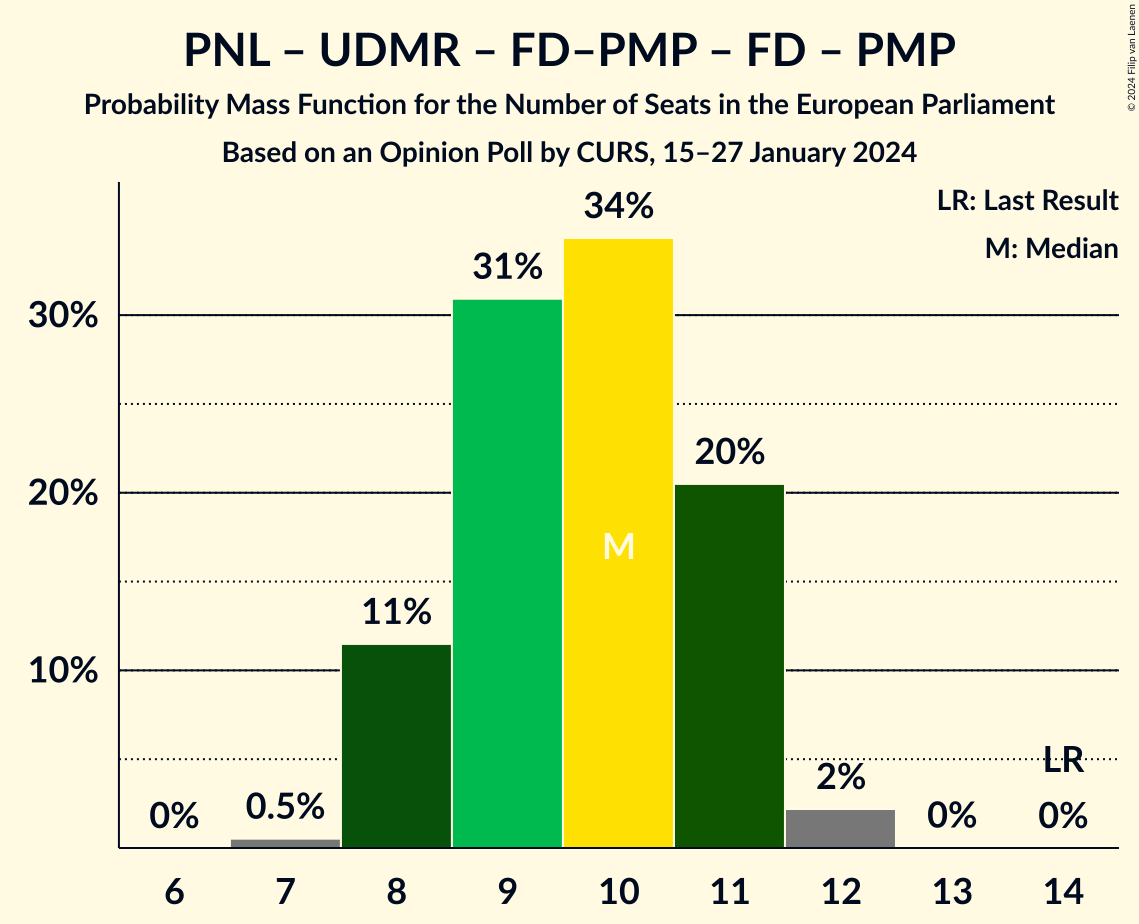 PNL – UDMR – FD–PMP – FD – PMP
Probability Mass Function for the Number of Seats in the European Parliament
Based on an Opinion Poll by CURS, 15–27 January 2024
© 2024 Filip van Laenen
LR: Last Result
M: Median
34%
31%
30%
20%
20%
M
11%
10%
LR
2%
0.5%
0%
0%
0%
6 7 8 9 10 11 12 13 14